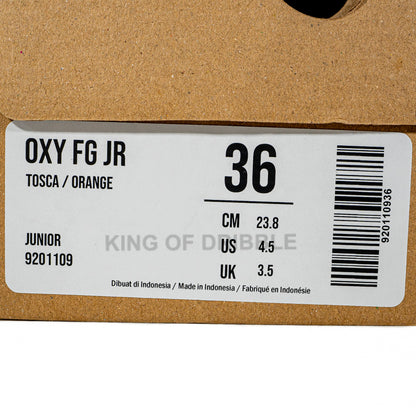 OXY FG JR
TOSCA / ORANGE
36
CM 23.8
US 4.5
UK 3.5
KING OF DRIBBLE
JUNIOR
9201109
Dibuat di Indonesia / Made in Indonesia / Fabriqué en Indonésie
920110936